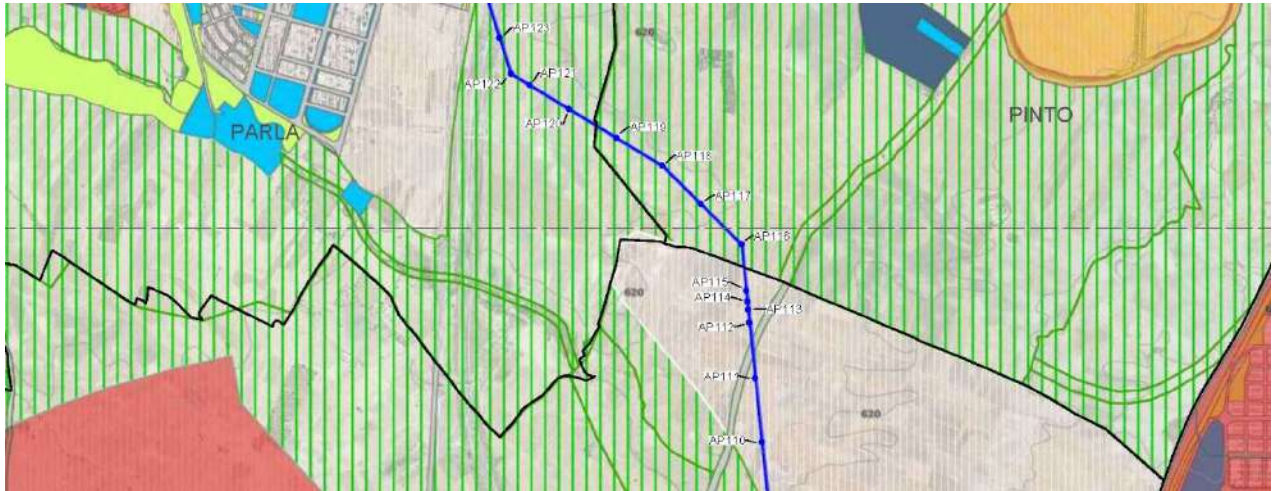 AP123
620
AP122
AP121
AP120
PARLA
PINTO
AP119
AP118
AP117
AP116
AP115
620
AP114
AP113
AP112
AP111
620
AP110